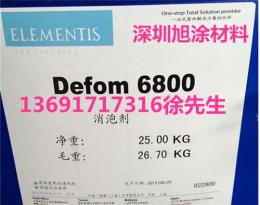 One-stop Total Solution provider
ELEMENTIS
SPECIALTIES
深圳旭涂材料
Defom 6800
13691717316徐先生
消泡剂
净重: 25.00 KG
毛重: 26.70 KG
022900